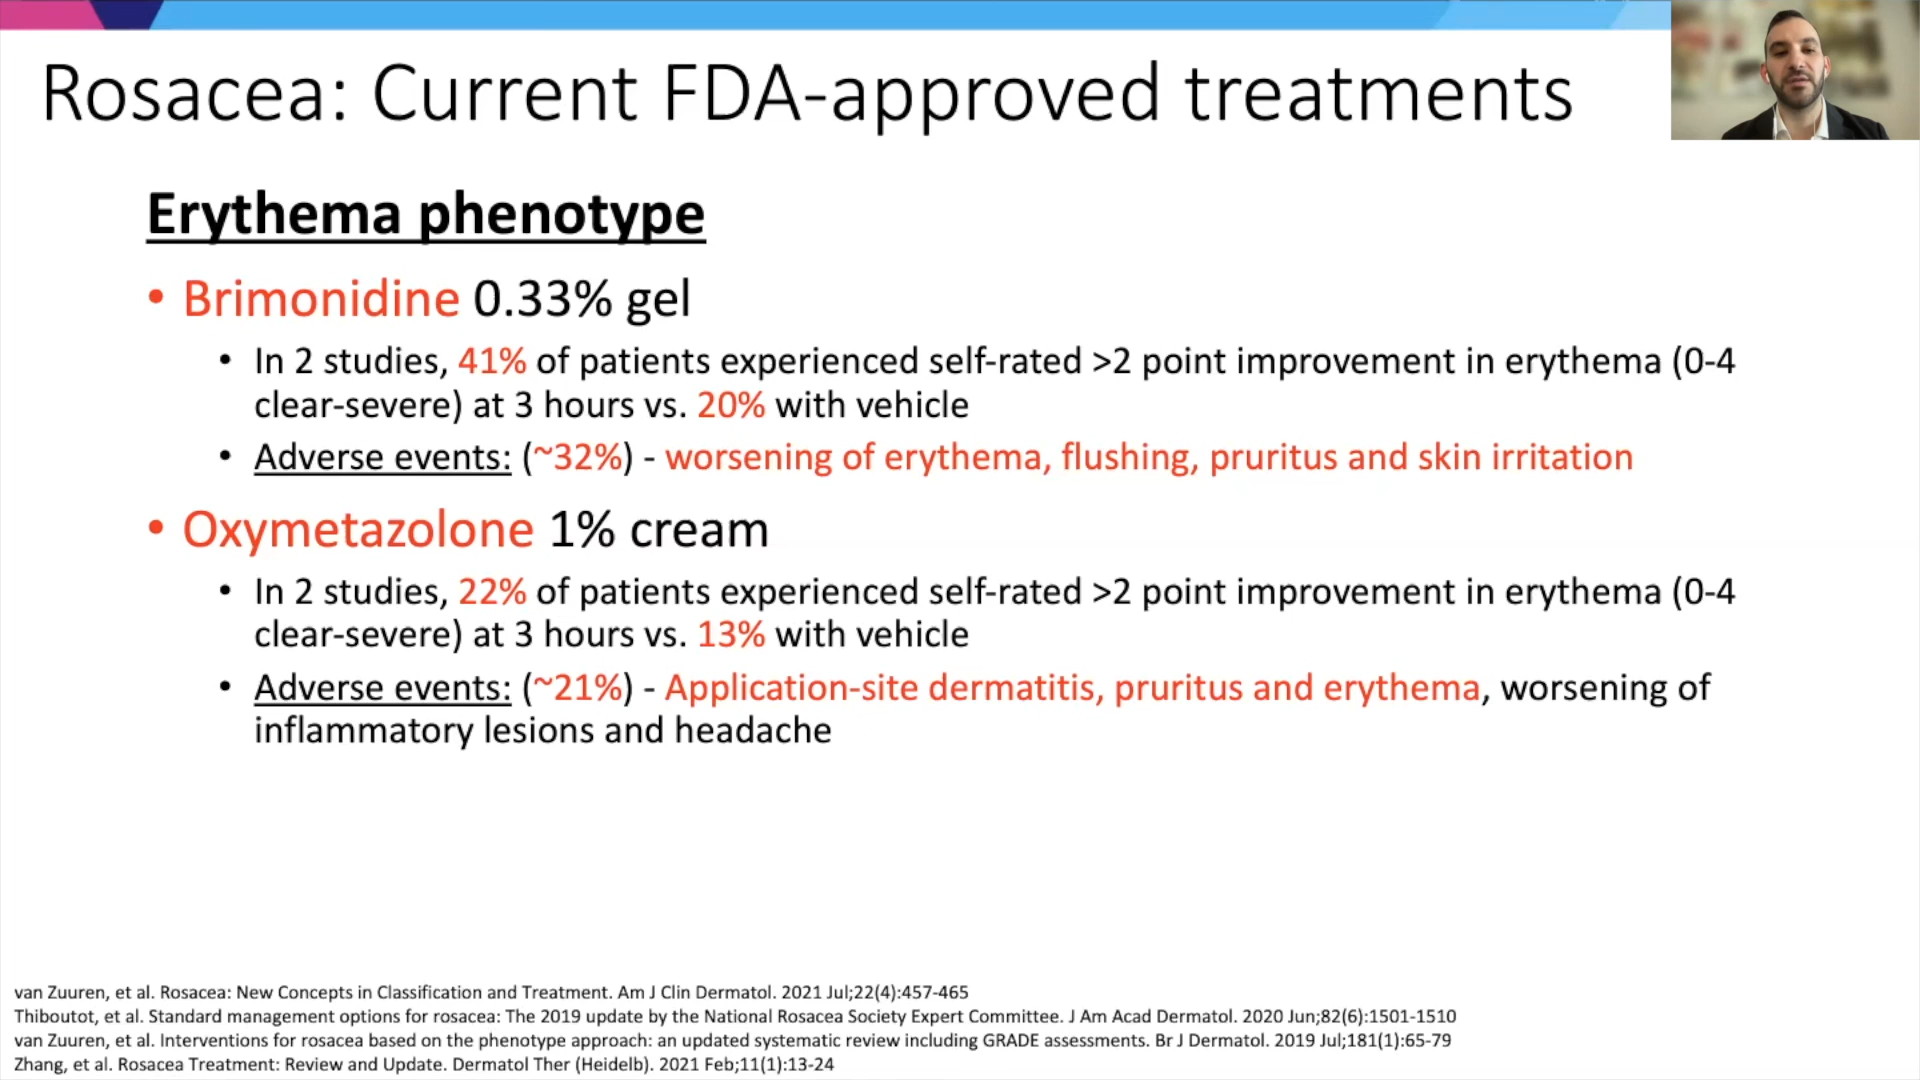 Rosacea: Current FDA-approved treatments
Erythema phenotype
• Brimonidine 0.33% gel
• In 2 studies, 41% of patients experienced self-rated >2 point improvement in erythema (0-4
clear-severe) at 3 hours vs. 20% with vehicle
• Adverse events: (~32%) - worsening of erythema, flushing, pruritus and skin irritation
• Oxymetazolone 1% cream
• In 2 studies, 22% of patients experienced self-rated >2 point improvement in erythema (0-4
clear-severe) at 3 hours vs. 13% with vehicle
• Adverse events: (~21%) - Application-site dermatitis, pruritus and erythema, worsening of
inflammatory lesions and headache
van Zuuren, et al. Rosacea: New Concepts in Classification and Treatment. Am J Clin Dermatol. 2021 Jul;22(4):457-465
Thiboutot, et al. Standard management options for rosacea: The 2019 update by the National Rosacea Society Expert Committee. J Am Acad Dermatol. 2020 Jun;82(6):1501-1510
van Zuuren, et al. Interventions for rosacea based on the phenotype approach: an updated systematic review including GRADE assessments. Br J Dermatol. 2019 Jul;181(1):65-79
Zhang, et al. Rosacea Treatment: Review and Update. Dermatol Ther (Heidelb). 2021 Feb;11(1):13-24